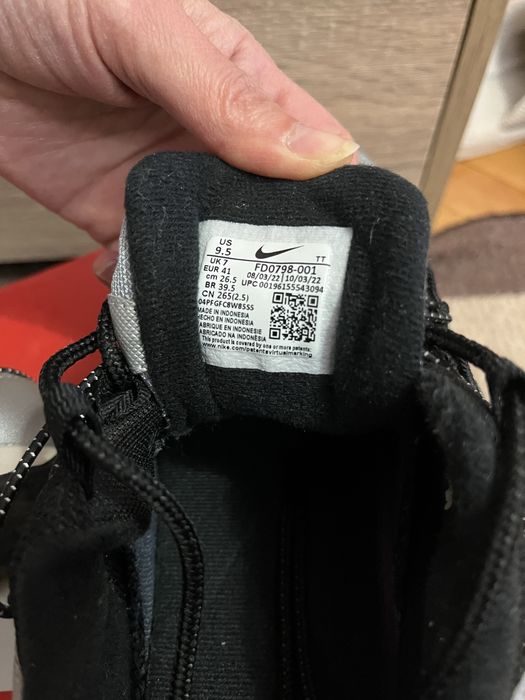 US
9.5
TT
UK 7
FD0798-001
EUR 41
08/03/22 | 10/03/22
cm 26.5
UPC 00196155543094
BR 39.5
CN 265(2.5)
04PFGFC8W85SS
MADE IN INDONESIA
HECHO EN INDONESIA
FABRIQUE EN INDONESIE
FABRICADO NA INDONÉSIA
This product is covered by one or more patents:
www.nike.com/patentsvirtualmarking